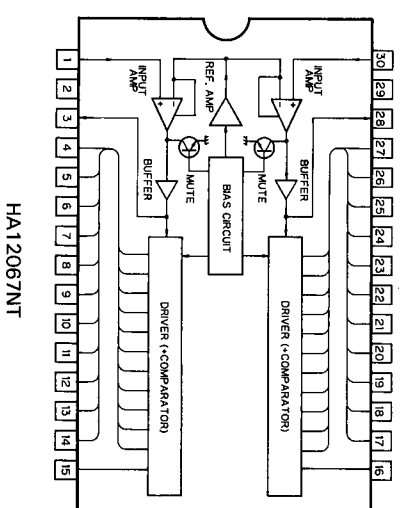 HA12067NT
1
2
3
4
5
6
7
8
9
10
11
12
13
14
15
30
29
28
27
26
25
24
23
22
21
20
19
18
17
16
INPUT
AMP
REF. AMP
INPUT
AMP
+
-
-
+
MUTE
MUTE
BUFFER
BUFFER
BIAS CIRCUIT
DRIVER (+COMPARATOR)
DRIVER (+COMPARATOR)